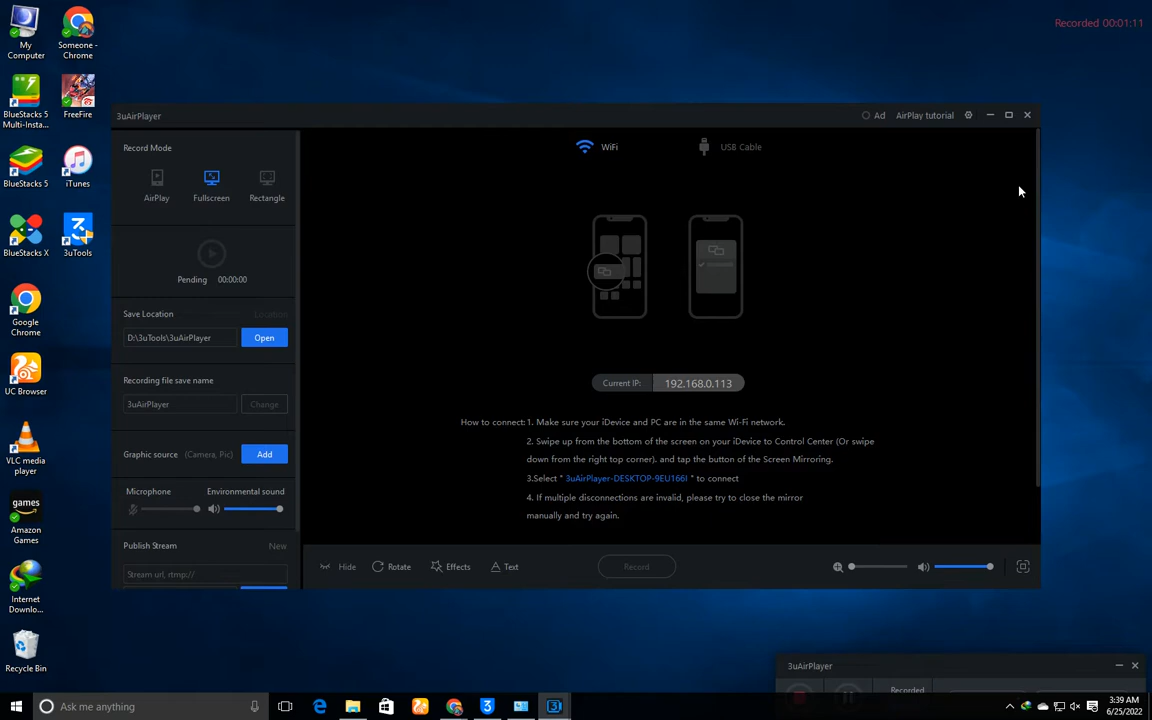 Recorded 00:01:11
My
Computer
Someone -
Chrome
BlueStacks 5
Multi-Insta...
FreeFire
BlueStacks 5
iTunes
BlueStacks X
3uTools
Google
Chrome
UC Browser
VLC media
player
games
Amazon
Games
Internet
Downlo...
Recycle Bin
3uAirPlayer
Ad
AirPlay tutorial
Record Mode
AirPlay
Fullscreen
Rectangle
Pending 00:00:00
Save Location
Location
D:\3uTools\3uAirPlayer
Open
Recording file save name
3uAirPlayer
Change
Graphic source (Camera, Pic)
Add
Microphone
Environmental sound
Publish Stream
New
Stream url, rtmp://
WiFi
USB Cable
Current IP: 192.168.0.113
How to connect: 1. Make sure your iDevice and PC are in the same Wi-Fi network.
2. Swipe up from the bottom of the screen on your iDevice to Control Center (Or swipe
down from the right top corner). and tap the button of the Screen Mirroring.
3.Select " 3uAirPlayer-DESKTOP-9EU166I " to connect
4. If multiple disconnections are invalid, please try to close the mirror
manually and try again.
Hide
Rotate
Effects
Text
Record
3uAirPlayer
Recorded
Ask me anything
3:39 AM
6/25/2022